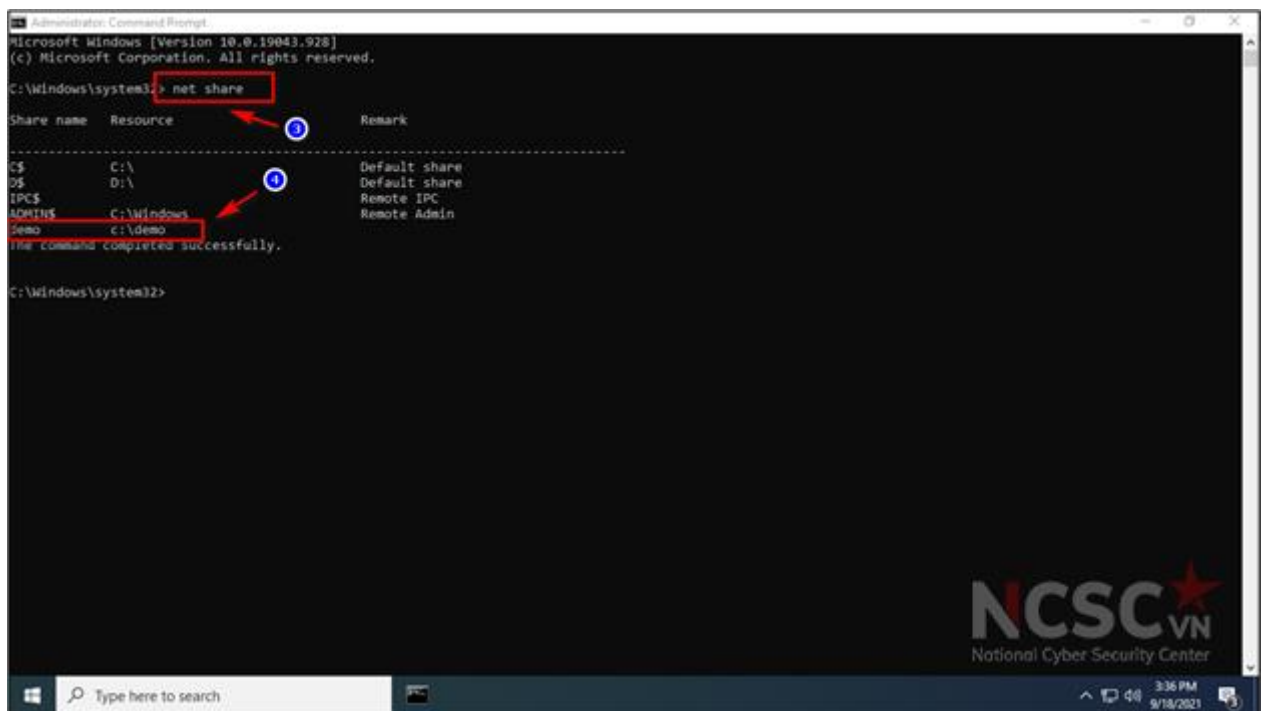 Administrator: Command Prompt
Microsoft Windows [Version 10.0.19043.928]
(c) Microsoft Corporation. All rights reserved.
C:\Windows\system32> net share
3
Share name Resource Remark
-------------------------------------------------------------------------------
C$ C:\ Default share
D$ D:\ Default share
IPC$ Remote IPC
4
ADMIN$ C:\Windows Remote Admin
demo c:\demo
The command completed successfully.
C:\Windows\system32>
NCSC VN
National Cyber Security Center
Type here to search
3:36 PM
9/18/2021
3